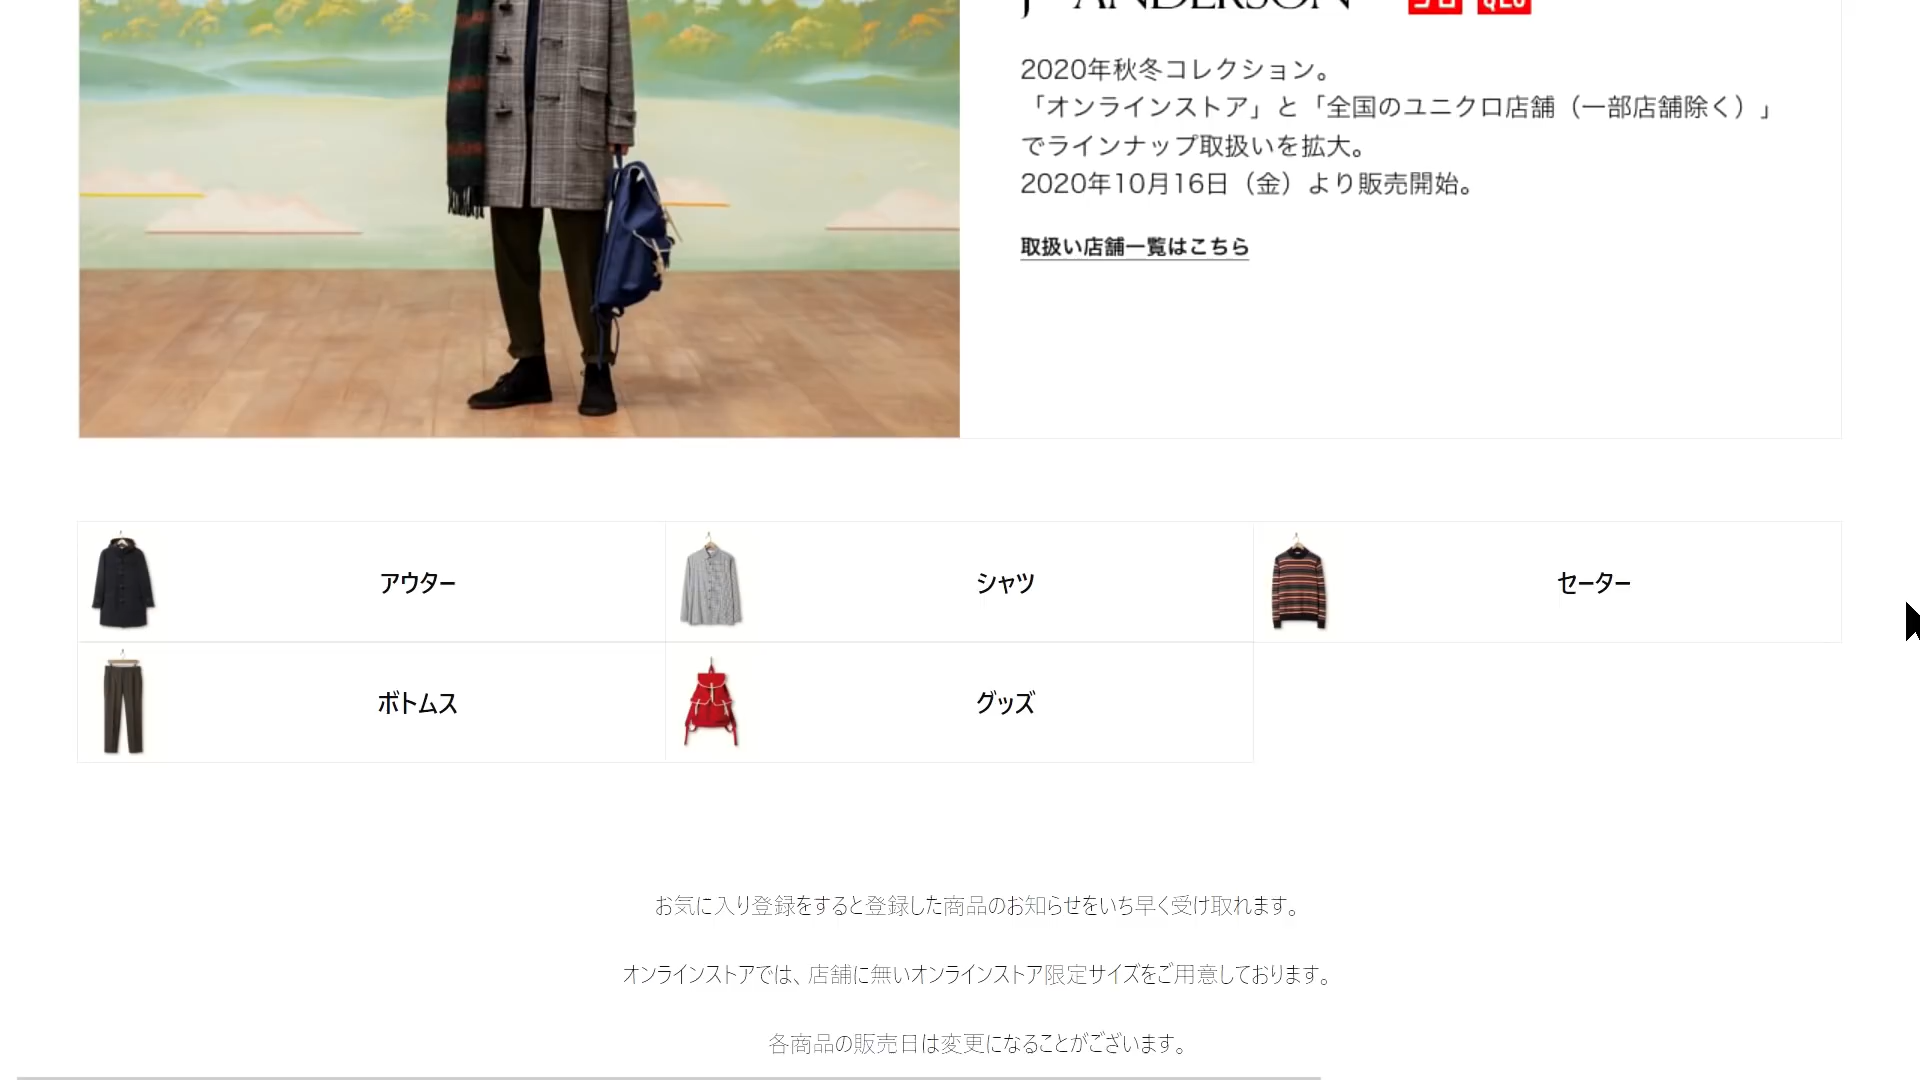 J ANDERSON
2020年秋冬コレクション。
「オンラインストア」と「全国のユニクロ店舗（一部店舗除く）」
でラインナップ取扱いを拡大。
2020年10月16日（金）より販売開始。
取扱い店舗一覧はこちら
アウター
シャツ
セーター
ボトムス
グッズ
お気に入り登録をすると登録した商品のお知らせをいち早く受け取れます。
オンラインストアでは、店舗に無いオンラインストア限定サイズをご用意しております。
各商品の販売日は変更になることがございます。